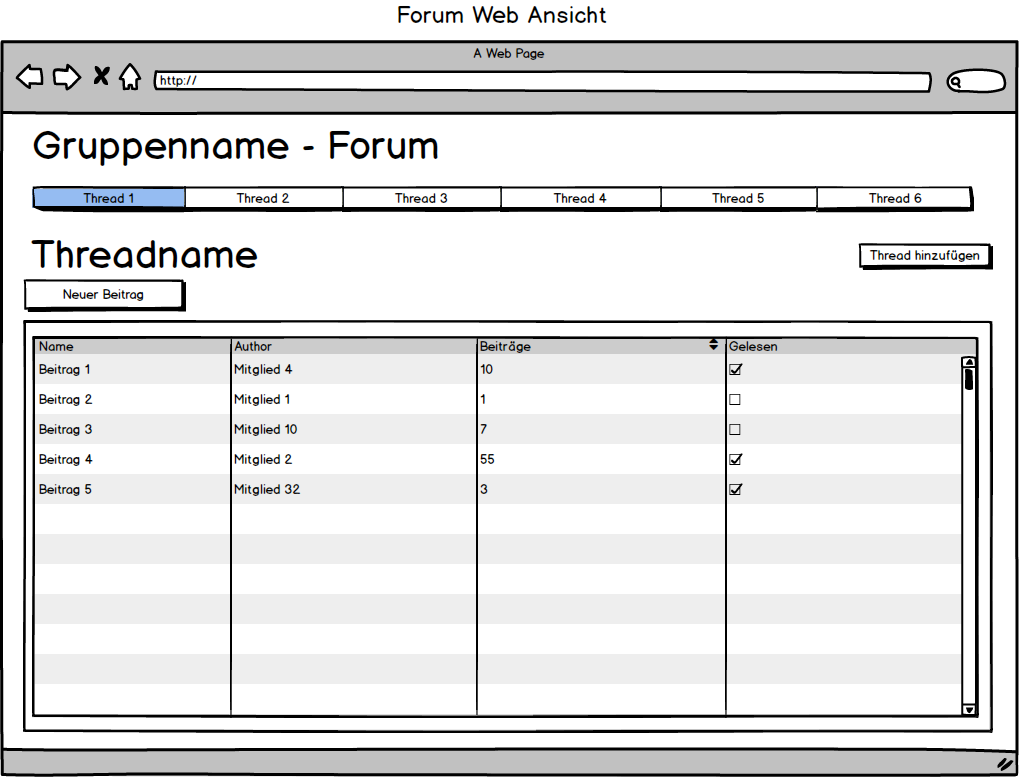 Forum Web Ansicht
A Web Page
http://
Gruppenname - Forum
Thread 1 Thread 2 Thread 3 Thread 4 Thread 5 Thread 6
Threadname
Thread hinzufügen
Neuer Beitrag
Name Author Beiträge Gelesen
Beitrag 1 Mitglied 4 10
Beitrag 2 Mitglied 1 1
Beitrag 3 Mitglied 10 7
Beitrag 4 Mitglied 2 55
Beitrag 5 Mitglied 32 3